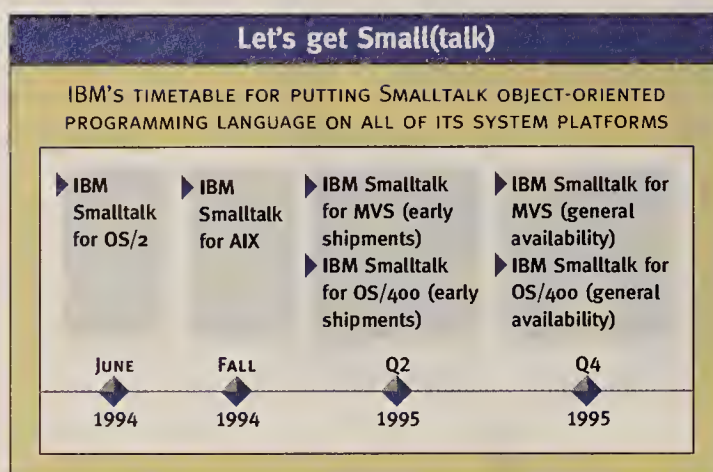 Let's get Small(talk)
IBM'S TIMETABLE FOR PUTTING SMALLTALK OBJECT-ORIENTED
PROGRAMMING LANGUAGE ON ALL OF ITS SYSTEM PLATFORMS
IBM
Smalltalk
for OS/2
IBM
Smalltalk
for AIX
IBM Smalltalk
for MVS (early
shipments)
IBM Smalltalk
for OS/400 (early
shipments)
IBM Smalltalk for
MVS (general
availability)
IBM Smalltalk for
OS/400 (general
availability)
JUNE
1994
FALL
1994
Q2
1995
Q4
1995